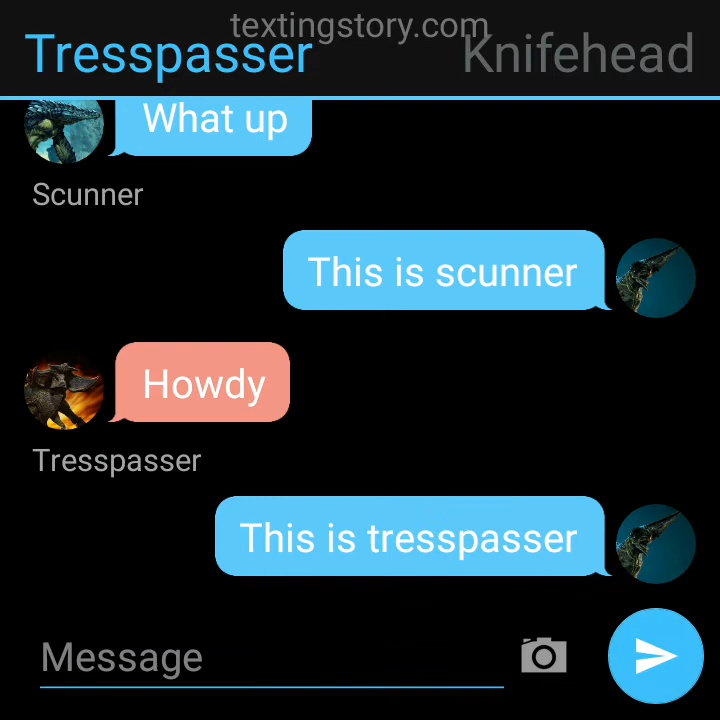 textingstory.com
Tresspasser Knifehead
What up
Scunner
This is scunner
Howdy
Tresspasser
This is tresspasser
Message